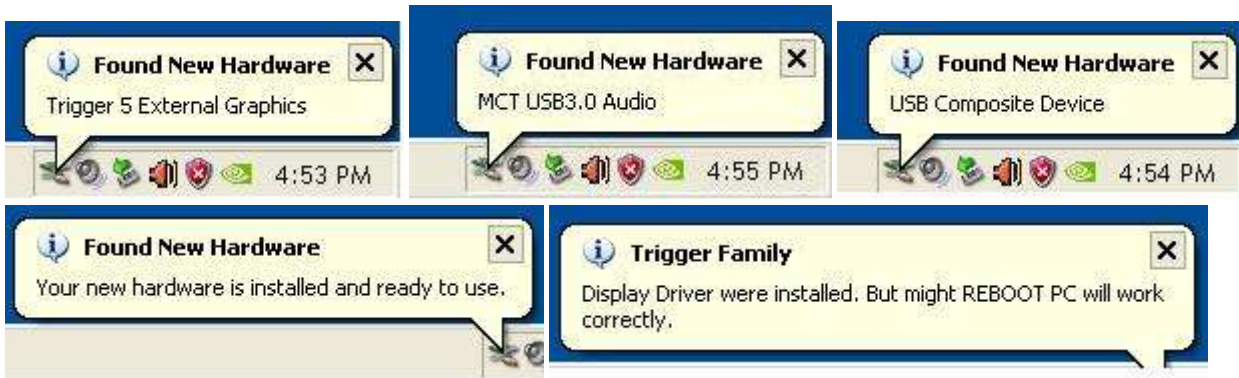 Found New Hardware
Trigger 5 External Graphics
4:53 PM
Found New Hardware
MCT USB3.0 Audio
4:55 PM
Found New Hardware
USB Composite Device
4:54 PM
Found New Hardware
Your new hardware is installed and ready to use.
Trigger Family
Display Driver were installed. But might REBOOT PC will work
correctly.